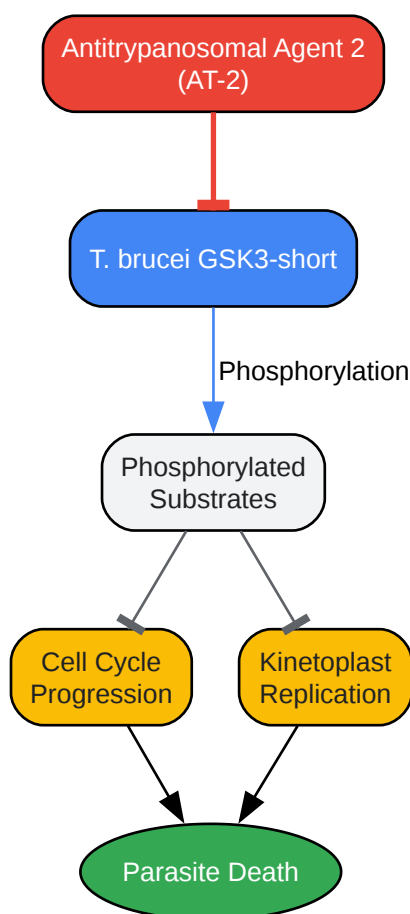 Antitrypanosomal Agent 2
(AT-2)
T. brucei GSK3-short
Phosphorylation
Phosphorylated
Substrates
Cell Cycle
Progression
Kinetoplast
Replication
Parasite Death